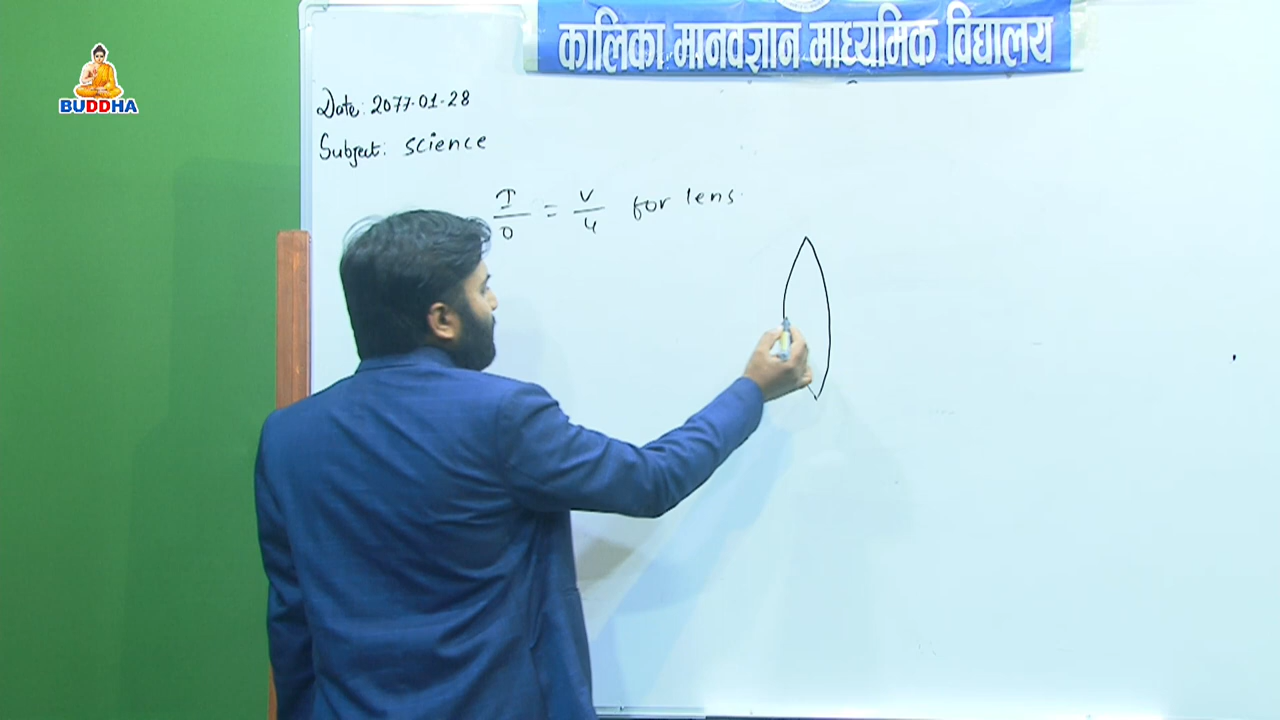 BUDDHA
कालिका मानवज्ञान माध्यमिक विद्यालय
Date: 2077-01-28
Subject: science
I/O = V/u for lens.